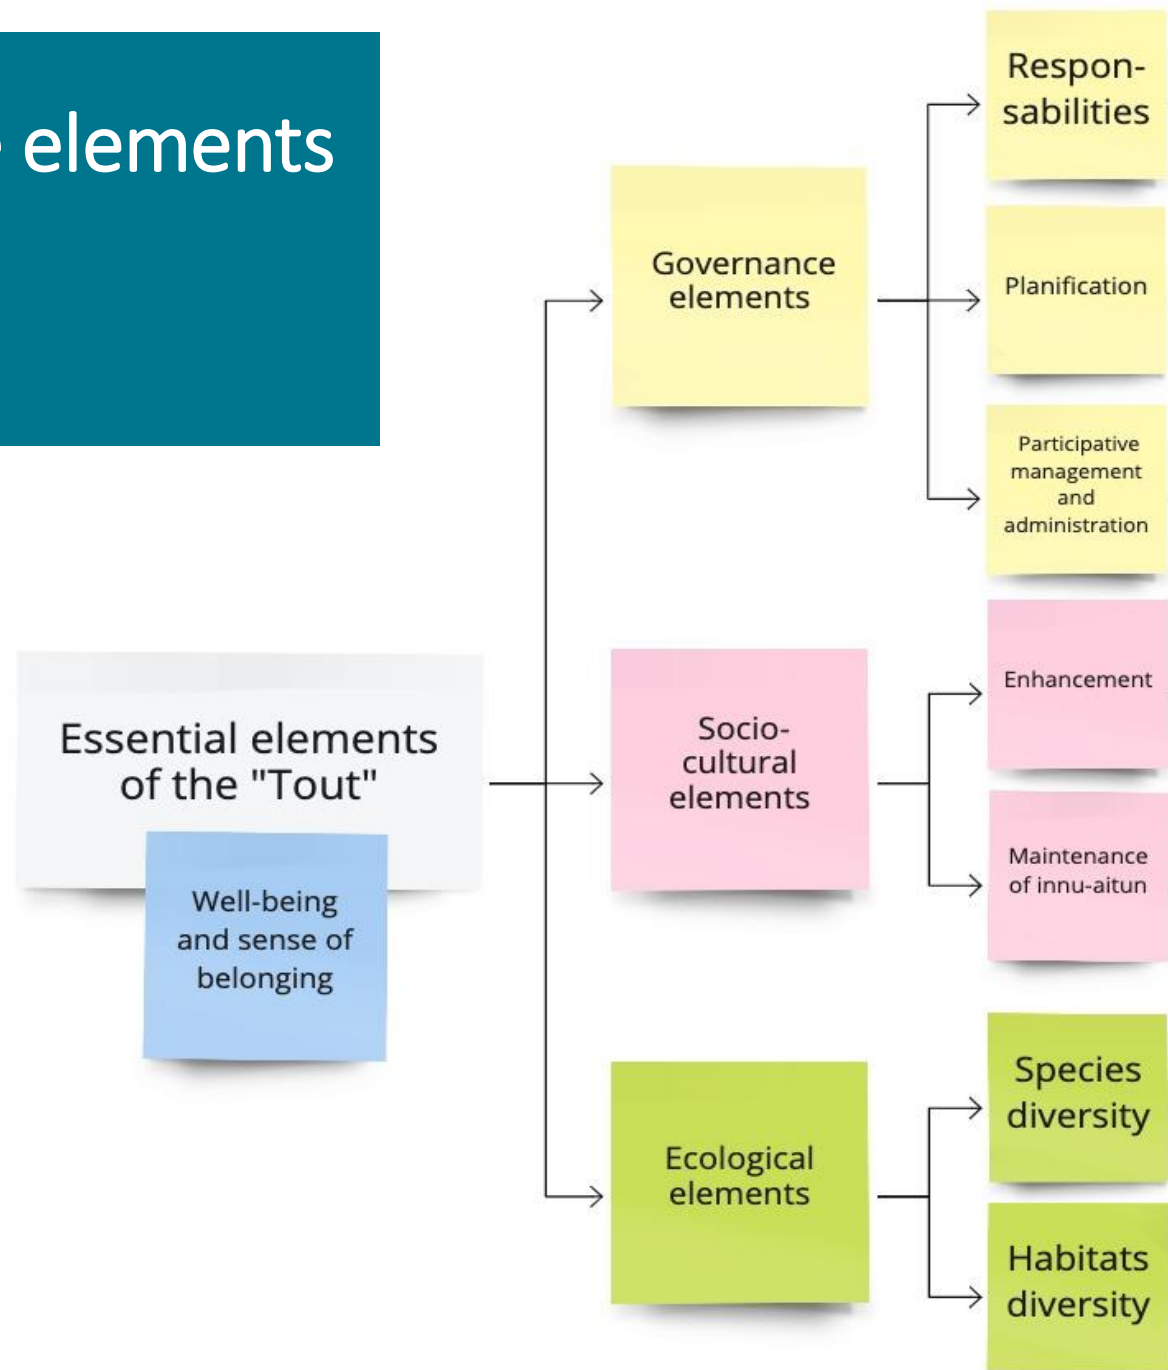 elements
Respon-
sabilities
Governance
elements
Planification
Participative
management
and
administration
Essential elements
of the "Tout"
Well-being
and sense of
belonging
Socio-
cultural
elements
Enhancement
Maintenance
of innu-aitun
Ecological
elements
Species
diversity
Habitats
diversity